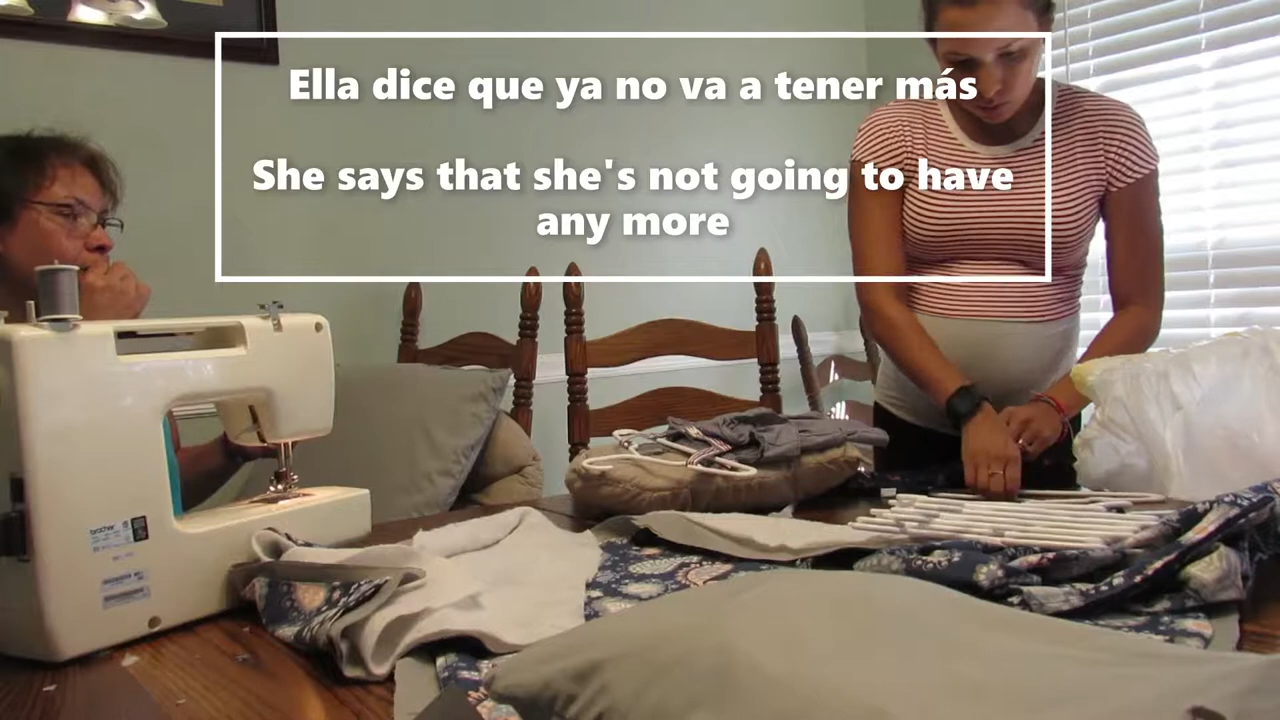 Ella dice que ya no va a tener más
She says that she's not going to have
any more
brother